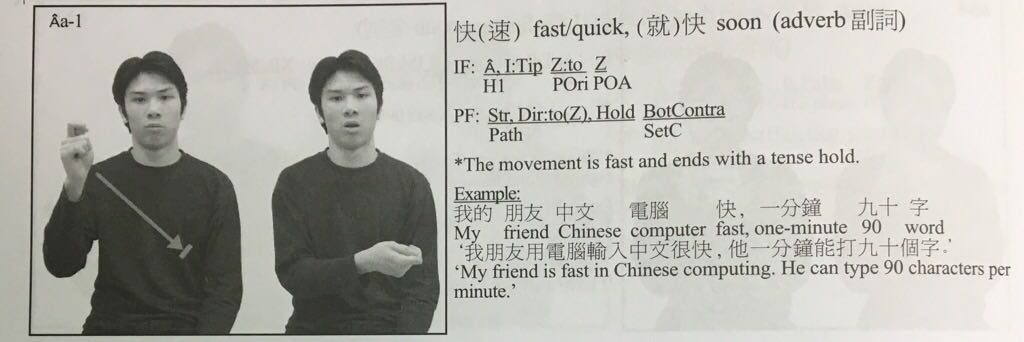 Âa-1
快(速) fast/quick, (就)快 soon (adverb 副詞)
IF: Â, I:Tip Z:to Z
H1 POri POA
PF: Str, Dir:to(Z), Hold BotContra
Path SetC
*The movement is fast and ends with a tense hold.
Example:
我的 朋友 中文 電腦 快, 一分鐘 九十 字
My friend Chinese computer fast, one-minute 90 word
‘我朋友用電腦輸入中文很快,他一分鐘能打九十個字。’
‘My friend is fast in Chinese computing. He can type 90 characters per
minute.’